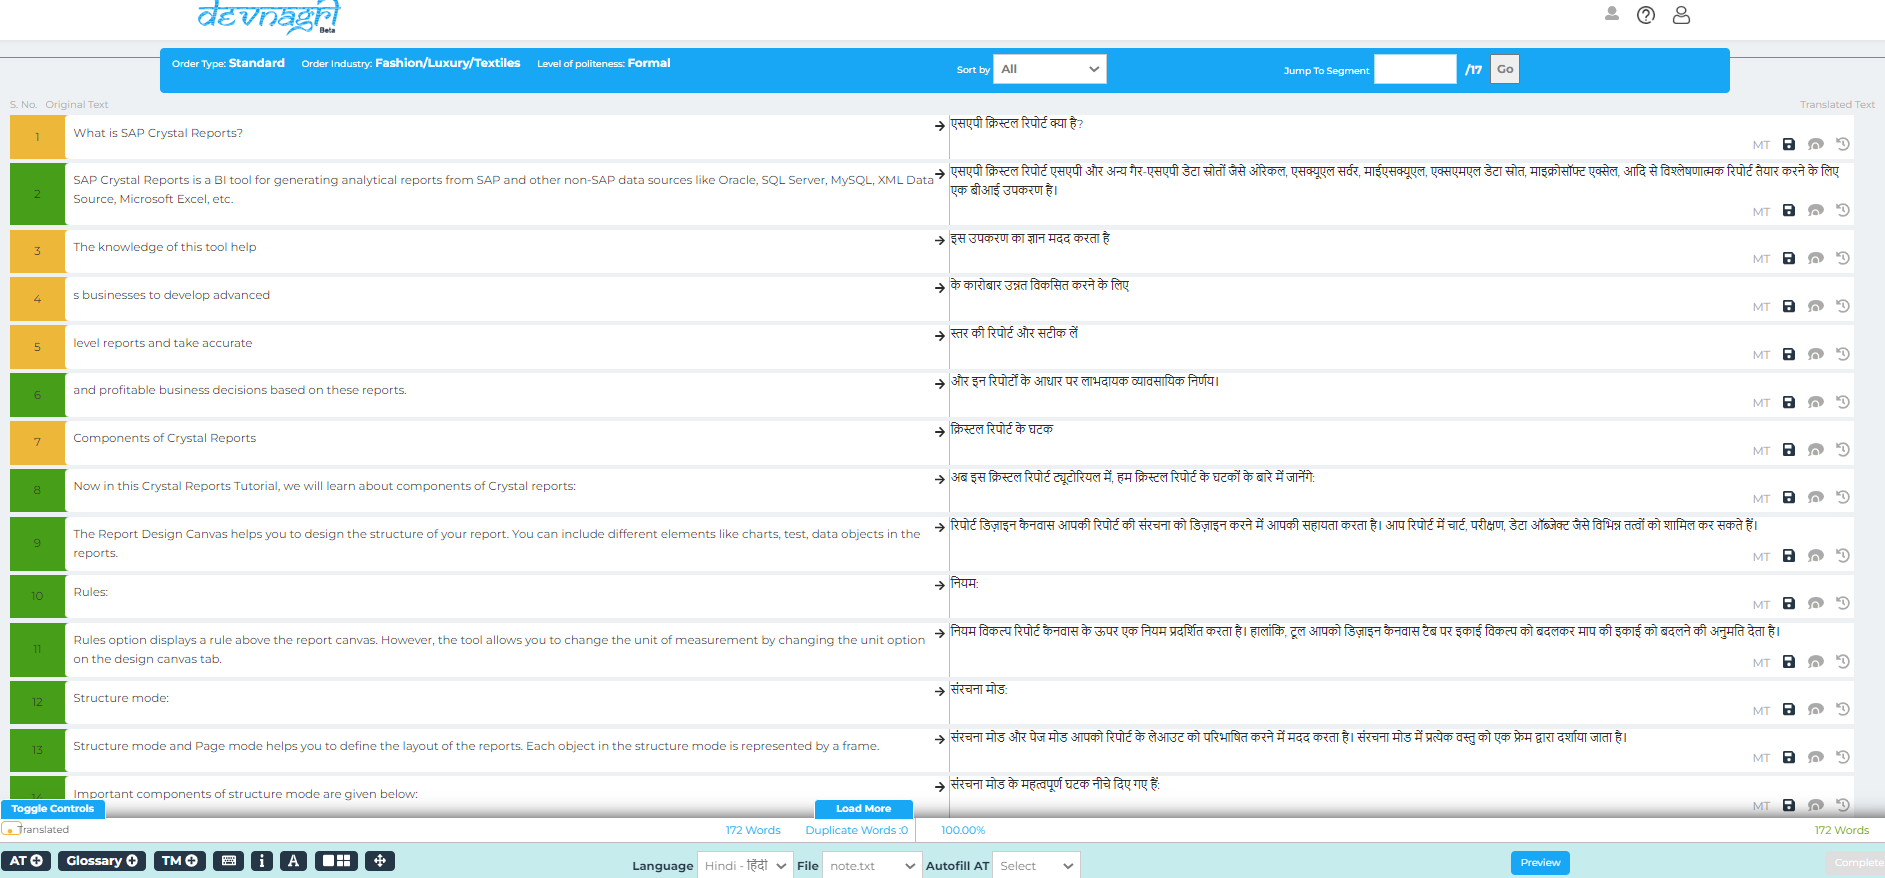 devnagri
Beta
Order Type: Standard Order Industry: Fashion/Luxury/Textiles Level of politeness: Formal Sort by All Jump To Segment /17 Go
S. No. Original Text Translated Text
1 What is SAP Crystal Reports? एसएपी क्रिस्टल रिपोर्ट क्या है?
MT
2 SAP Crystal Reports is a BI tool for generating analytical reports from SAP and other non-SAP data sources like Oracle, SQL Server, MySQL, XML Data
Source, Microsoft Excel, etc.
एसएपी क्रिस्टल रिपोर्ट एसएपी और अन्य गैर-एसएपी डेटा स्रोतों जैसे ओरेकल, एसक्यूएल सर्वर, माईएसक्यूएल, एक्सएमएल डेटा स्रोत, माइक्रोसॉफ्ट एक्सेल, आदि से विश्लेषणात्मक रिपोर्ट तैयार करने के लिए
एक बीआई उपकरण है।
MT
3 The knowledge of this tool help इस उपकरण का ज्ञान मदद करता है
MT
4 s businesses to develop advanced के कारोबार उन्नत विकसित करने के लिए
MT
5 level reports and take accurate स्तर की रिपोर्ट और सटीक लें
MT
6 and profitable business decisions based on these reports. और इन रिपोर्टों के आधार पर लाभदायक व्यावसायिक निर्णय।
MT
7 Components of Crystal Reports क्रिस्टल रिपोर्ट के घटक
MT
8 Now in this Crystal Reports Tutorial, we will learn about components of Crystal reports: अब इस क्रिस्टल रिपोर्ट ट्यूटोरियल में, हम क्रिस्टल रिपोर्ट के घटकों के बारे में जानेंगे:
MT
9 The Report Design Canvas helps you to design the structure of your report. You can include different elements like charts, test, data objects in the
reports.
रिपोर्ट डिज़ाइन कैनवास आपकी रिपोर्ट की संरचना को डिज़ाइन करने में आपकी सहायता करता है। आप रिपोर्ट में चार्ट, परीक्षण, डेटा ऑब्जेक्ट जैसे विभिन्न तत्वों को शामिल कर सकते हैं।
MT
10 Rules: नियम:
MT
11 Rules option displays a rule above the report canvas. However, the tool allows you to change the unit of measurement by changing the unit option
on the design canvas tab.
नियम विकल्प रिपोर्ट कैनवास के ऊपर एक नियम प्रदर्शित करता है। हालांकि, टूल आपको डिज़ाइन कैनवास टैब पर इकाई विकल्प को बदलकर माप की इकाई को बदलने की अनुमति देता है।
MT
12 Structure mode: संरचना मोड:
MT
13 Structure mode and Page mode helps you to define the layout of the reports. Each object in the structure mode is represented by a frame. संरचना मोड और पेज मोड आपको रिपोर्ट के लेआउट को परिभाषित करने में मदद करता है। संरचना मोड में प्रत्येक वस्तु को एक फ्रेम द्वारा दर्शाया जाता है।
MT
14 Important components of structure mode are given below: संरचना मोड के महत्वपूर्ण घटक नीचे दिए गए हैं:
MT
Toggle Controls Load More
Translated 172 Words Duplicate Words :0 100.00% 172 Words
AT Glossary TM i A Language Hindi - हिंदी File note.txt Autofill AT Select Preview Complete